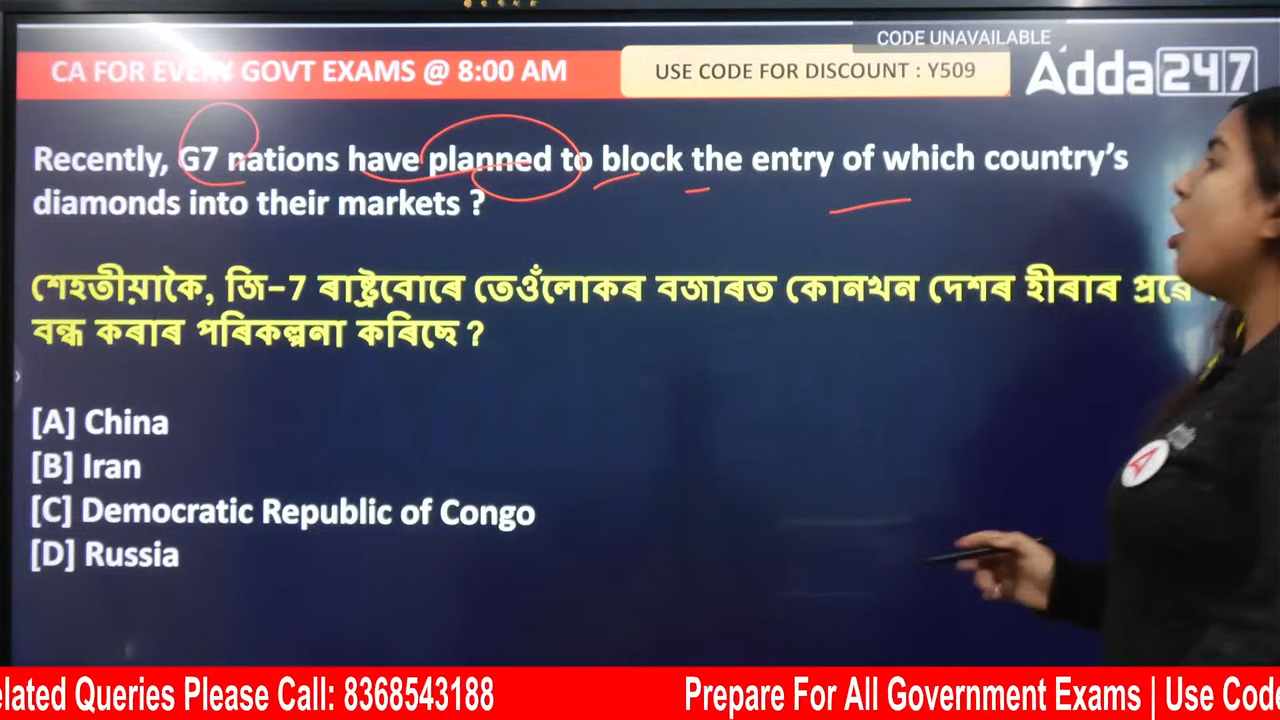 CODE UNAVAILABLE
CA FOR EVERY GOVT EXAMS @ 8:00 AM
USE CODE FOR DISCOUNT : Y509
Adda247
Recently, G7 nations have planned to block the entry of which country’s
diamonds into their markets ?
শেহতীয়াকৈ, জি–7 ৰাষ্ট্ৰবোৰে তেওঁলোকৰ বজাৰত কোনখন দেশৰ হীৰাৰ
বন্ধ কৰাৰ পৰিকল্পনা কৰিছে ?
[A] China
[B] Iran
[C] Democratic Republic of Congo
[D] Russia
elated Queries Please Call: 8368543188
Prepare For All Government Exams | Use Code